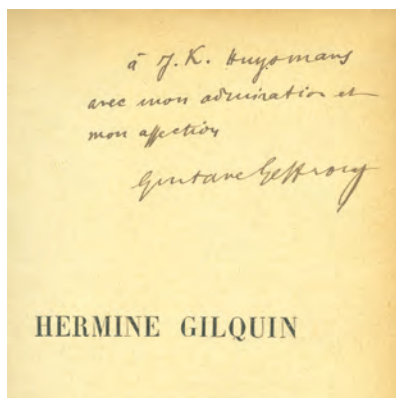 à J. K. Huysmans
avec mon admiration et
mon affection
Gustave Geffroy
HERMINE GILQUIN